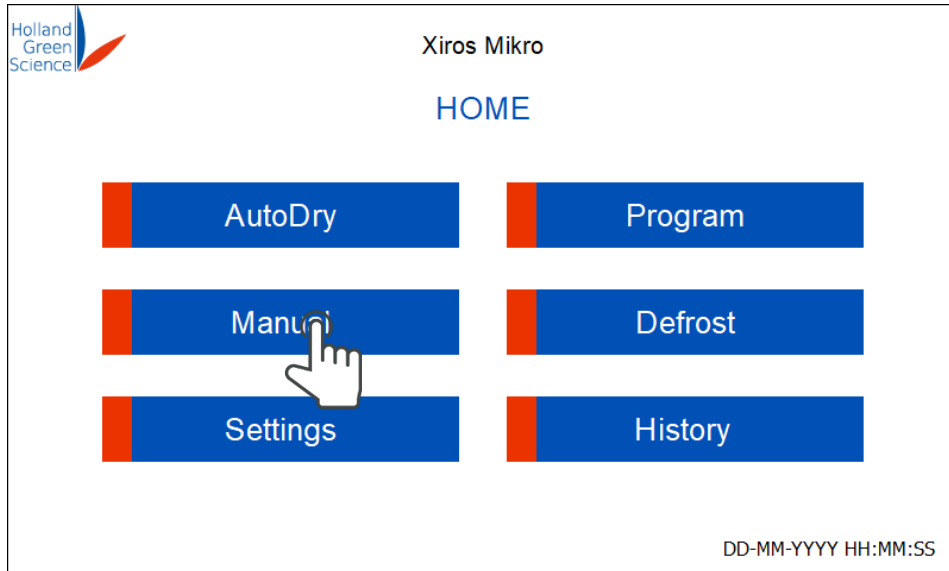 Holland
Green
Science
Xiros Mikro
HOME
AutoDry
Program
Manual
Defrost
Settings
History
DD-MM-YYYY HH:MM:SS